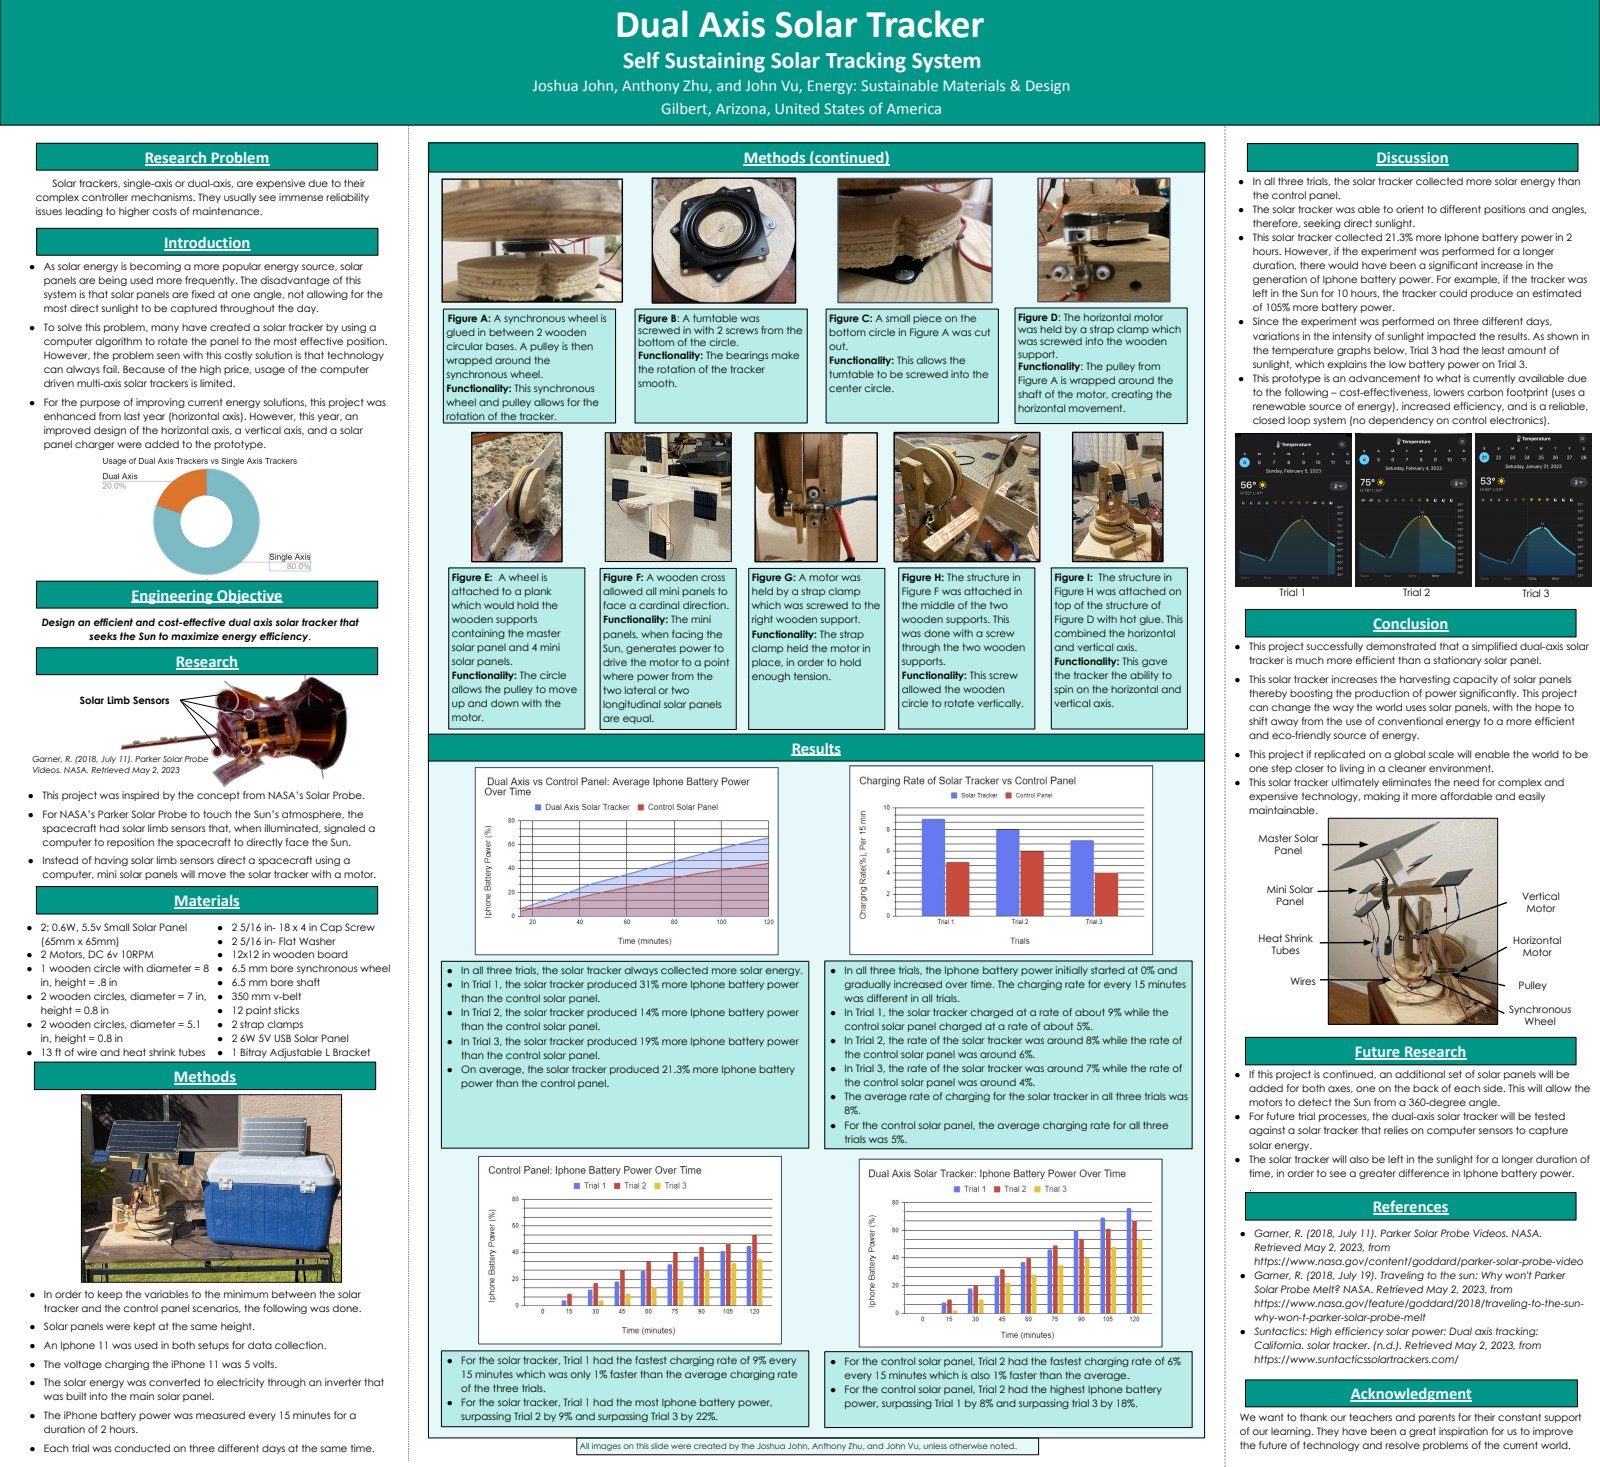 Dual Axis Solar Tracker
Self Sustaining Solar Tracking System
Joshua John, Anthony Zhu, and John Vu, Energy: Sustainable Materials & Design
Gilbert, Arizona, United States of America
Research Problem
Solar trackers, single-axis or dual-axis, are expensive due to their
complex controller mechanisms. They usually see immense reliability
issues leading to higher costs of maintenance.
Introduction
● As solar energy is becoming a more popular energy source, solar
panels are being used more frequently. The disadvantage of this
system is that solar panels are fixed at one angle, not allowing for the
most direct sunlight to be captured throughout the day.
● To solve this problem, many have created a solar tracker by using a
computer algorithm to rotate the panel to the most effective position.
However, the problem seen with this costly solution is that technology
can always fail. Because of the high price, usage of the computer
driven multi-axis solar trackers is limited.
● For the purpose of improving current energy solutions, this project was
enhanced from last year (horizontal axis). However, this year, an
improved design of the horizontal axis, a vertical axis, and a solar
panel charger were added to the prototype.
Usage of Dual Axis Trackers vs Single Axis Trackers
Dual Axis
20.0%
Single Axis
80.0%
Engineering Objective
Design an efficient and cost-effective dual axis solar tracker that
seeks the Sun to maximize energy efficiency.
Research
Solar Limb Sensors
Garner, R. (2018, July 11). Parker Solar Probe
Videos. NASA. Retrieved May 2, 2023
● This project was inspired by the concept from NASA's Solar Probe.
● For NASA's Parker Solar Probe to touch the Sun's atmosphere, the
spacecraft had solar limb sensors that, when illuminated, signaled a
computer to reposition the spacecraft to directly face the Sun.
● Instead of having solar limb sensors direct a spacecraft using a
computer, mini solar panels will move the solar tracker with a motor.
Materials
● 2; 0.6W, 5.5v Small Solar Panel
(65mm x 65mm)
● 2 Motors, DC 6v 10RPM
● 1 wooden circle with diameter = 8
in, height = .8 in
● 2 wooden circles, diameter = 7 in,
height = 0.8 in
● 2 wooden circles, diameter = 5.1
in, height = 0.8 in
● 13 ft of wire and heat shrink tubes
● 2 5/16 in- 18 x 4 in Cap Screw
● 2 5/16 in- Flat Washer
● 12x12 in wooden board
● 6.5 mm bore synchronous wheel
● 6.5 mm bore shaft
● 350 mm v-belt
● 12 paint sticks
● 2 strap clamps
● 2 6W 5V USB Solar Panel
● 1 Bitray Adjustable L Bracket
Methods
● In order to keep the variables to the minimum between the solar
tracker and the control panel scenarios, the following was done.
● Solar panels were kept at the same height.
● An Iphone 11 was used in both setups for data collection.
● The voltage charging the iPhone 11 was 5 volts.
● The solar energy was converted to electricity through an inverter that
was built into the main solar panel.
● The iPhone battery power was measured every 15 minutes for a
duration of 2 hours.
● Each trial was conducted on three different days at the same time.
Methods (continued)
Figure A: A synchronous wheel is
glued in between 2 wooden
circular bases. A pulley is then
wrapped around the
synchronous wheel.
Functionality: This synchronous
wheel and pulley allows for the
rotation of the tracker.
Figure B: A turntable was
screwed in with 2 screws from the
bottom of the circle.
Functionality: The bearings make
the rotation of the tracker
smooth.
Figure C: A small piece on the
bottom circle in Figure A was cut
out.
Functionality: This allows the
turntable to be screwed into the
center circle.
Figure D: The horizontal motor
was held by a strap clamp which
was screwed into the wooden
support.
Functionality: The pulley from
Figure A is wrapped around the
shaft of the motor, creating the
horizontal movement.
Figure E: A wheel is
attached to a plank
which would hold the
wooden supports
containing the master
solar panel and 4 mini
solar panels.
Functionality: The circle
allows the pulley to move
up and down with the
motor.
Figure F: A wooden cross
allowed all mini panels to
face a cardinal direction.
Functionality: The mini
panels, when facing the
Sun, generates power to
drive the motor to a point
where power from the
two lateral or two
longitudinal solar panels
are equal.
Figure G: A motor was
held by a strap clamp
which was screwed to the
right wooden support.
Functionality: The strap
clamp held the motor in
place, in order to hold
enough tension.
Figure H: The structure in
Figure F was attached in
the middle of the two
wooden supports. This
was done with a screw
through the two wooden
supports.
Functionality: This screw
allowed the wooden
circle to rotate vertically.
Figure I: The structure in
Figure H was attached on
top of the structure of
Figure D with hot glue. This
combined the horizontal
and vertical axis.
Functionality: This gave
the tracker the ability to
spin on the horizontal and
vertical axis.
Results
Dual Axis vs Control Panel: Average Iphone Battery Power
Over Time
Dual Axis Solar Tracker Control Solar Panel
Iphone Battery Power (%)
80
60
40
20
0
20 40 60 80 100 120
Time (minutes)
Charging Rate of Solar Tracker vs Control Panel
Solar Tracker Control Panel
Charging Rate(%), Per 15 min
10
8
6
4
2
0
Trial 1 Trial 2 Trial 3
Trials
● In all three trials, the solar tracker always collected more solar energy.
● In Trial 1, the solar tracker produced 31% more Iphone battery power
than the control solar panel.
● In Trial 2, the solar tracker produced 14% more Iphone battery power
than the control solar panel.
● In Trial 3, the solar tracker produced 19% more Iphone battery power
than the control solar panel.
● On average, the solar tracker produced 21.3% more Iphone battery
power than the control panel.
● In all three trials, the Iphone battery power initially started at 0% and
gradually increased over time. The charging rate for every 15 minutes
was different in all trials.
● In Trial 1, the solar tracker charged at a rate of about 9% while the
control solar panel charged at a rate of about 5%.
● In Trial 2, the rate of the solar tracker was around 8% while the rate of
the control solar panel was around 6%.
● In Trial 3, the rate of the solar tracker was around 7% while the rate of
the control solar panel was around 4%.
● The average rate of charging for the solar tracker in all three trials was
8%.
● For the control solar panel, the average charging rate for all three
trials was 5%.
Control Panel: Iphone Battery Power Over Time
Trial 1 Trial 2 Trial 3
Iphone Battery Power (%)
80
60
40
20
0
0 15 30 45 60 75 90 105 120
Time (minutes)
Dual Axis Solar Tracker: Iphone Battery Power Over Time
Trial 1 Trial 2 Trial 3
Iphone Battery Power (%)
80
60
40
20
0
0 15 30 45 60 75 90 105 120
Time (minutes)
● For the solar tracker, Trial 1 had the fastest charging rate of 9% every
15 minutes which was only 1% faster than the average charging rate
of the three trials.
● For the solar tracker, Trial 1 had the most Iphone battery power,
surpassing Trial 2 by 9% and surpassing Trial 3 by 22%.
● For the control solar panel, Trial 2 had the fastest charging rate of 6%
every 15 minutes which is also 1% faster than the average.
● For the control solar panel, Trial 2 had the highest Iphone battery
power, surpassing Trial 1 by 8% and surpassing trial 3 by 18%.
All images on this slide were created by the Joshua John, Anthony Zhu, and John Vu, unless otherwise noted.
Discussion
● In all three trials, the solar tracker collected more solar energy than
the control panel.
● The solar tracker was able to orient to different positions and angles,
therefore, seeking direct sunlight.
● This solar tracker collected 21.3% more Iphone battery power in 2
hours. However, if the experiment was performed for a longer
duration, there would have been a significant increase in the
generation of Iphone battery power. For example, if the tracker was
left in the Sun for 10 hours, the tracker could produce an estimated
of 105% more battery power.
● Since the experiment was performed on three different days,
variations in the intensity of sunlight impacted the results. As shown in
the temperature graphs below, Trial 3 had the least amount of
sunlight, which explains the low battery power on Trial 3.
● This prototype is an advancement to what is currently available due
to the following – cost-effectiveness, lowers carbon footprint (uses a
renewable source of energy), increased efficiency, and is a reliable,
closed loop system (no dependency on control electronics).
Temperature
Sunday, February 5, 2023
56°
Temperature
Saturday, February 4, 2023
75°
Temperature
Saturday, January 21, 2023
53°
Trial 1
Trial 2
Trial 3
Conclusion
● This project successfully demonstrated that a simplified dual-axis solar
tracker is much more efficient than a stationary solar panel.
● This solar tracker increases the harvesting capacity of solar panels
thereby boosting the production of power significantly. This project
can change the way the world uses solar panels, with the hope to
shift away from the use of conventional energy to a more efficient
and eco-friendly source of energy.
● This project if replicated on a global scale will enable the world to be
one step closer to living in a cleaner environment.
● This solar tracker ultimately eliminates the need for complex and
expensive technology, making it more affordable and easily
maintainable.
Master Solar
Panel
Mini Solar
Panel
Heat Shrink
Tubes
Wires
Vertical
Motor
Horizontal
Motor
Pulley
Synchronous
Wheel
Future Research
● If this project is continued, an additional set of solar panels will be
added for both axes, one on the back of each side. This will allow the
motors to detect the Sun from a 360-degree angle.
● For future trial processes, the dual-axis solar tracker will be tested
against a solar tracker that relies on computer sensors to capture
solar energy.
● The solar tracker will also be left in the sunlight for a longer duration of
time, in order to see a greater difference in Iphone battery power.
References
● Garner, R. (2018, July 11). Parker Solar Probe Videos. NASA.
Retrieved May 2, 2023, from
https://www.nasa.gov/content/goddard/parker-solar-probe-video
● Garner, R. (2018, July 19). Traveling to the sun: Why won't Parker
Solar Probe Melt? NASA. Retrieved May 2, 2023, from
https://www.nasa.gov/feature/goddard/2018/traveling-to-the-sun-
why-won-t-parker-solar-probe-melt
● Suntactics: High efficiency solar power: Dual axis tracking:
California. solar tracker. (n.d.). Retrieved May 2, 2023, from
https://www.suntacticssolartrackers.com/
Acknowledgment
We want to thank our teachers and parents for their constant support
of our learning. They have been a great inspiration for us to improve
the future of technology and resolve problems of the current world.